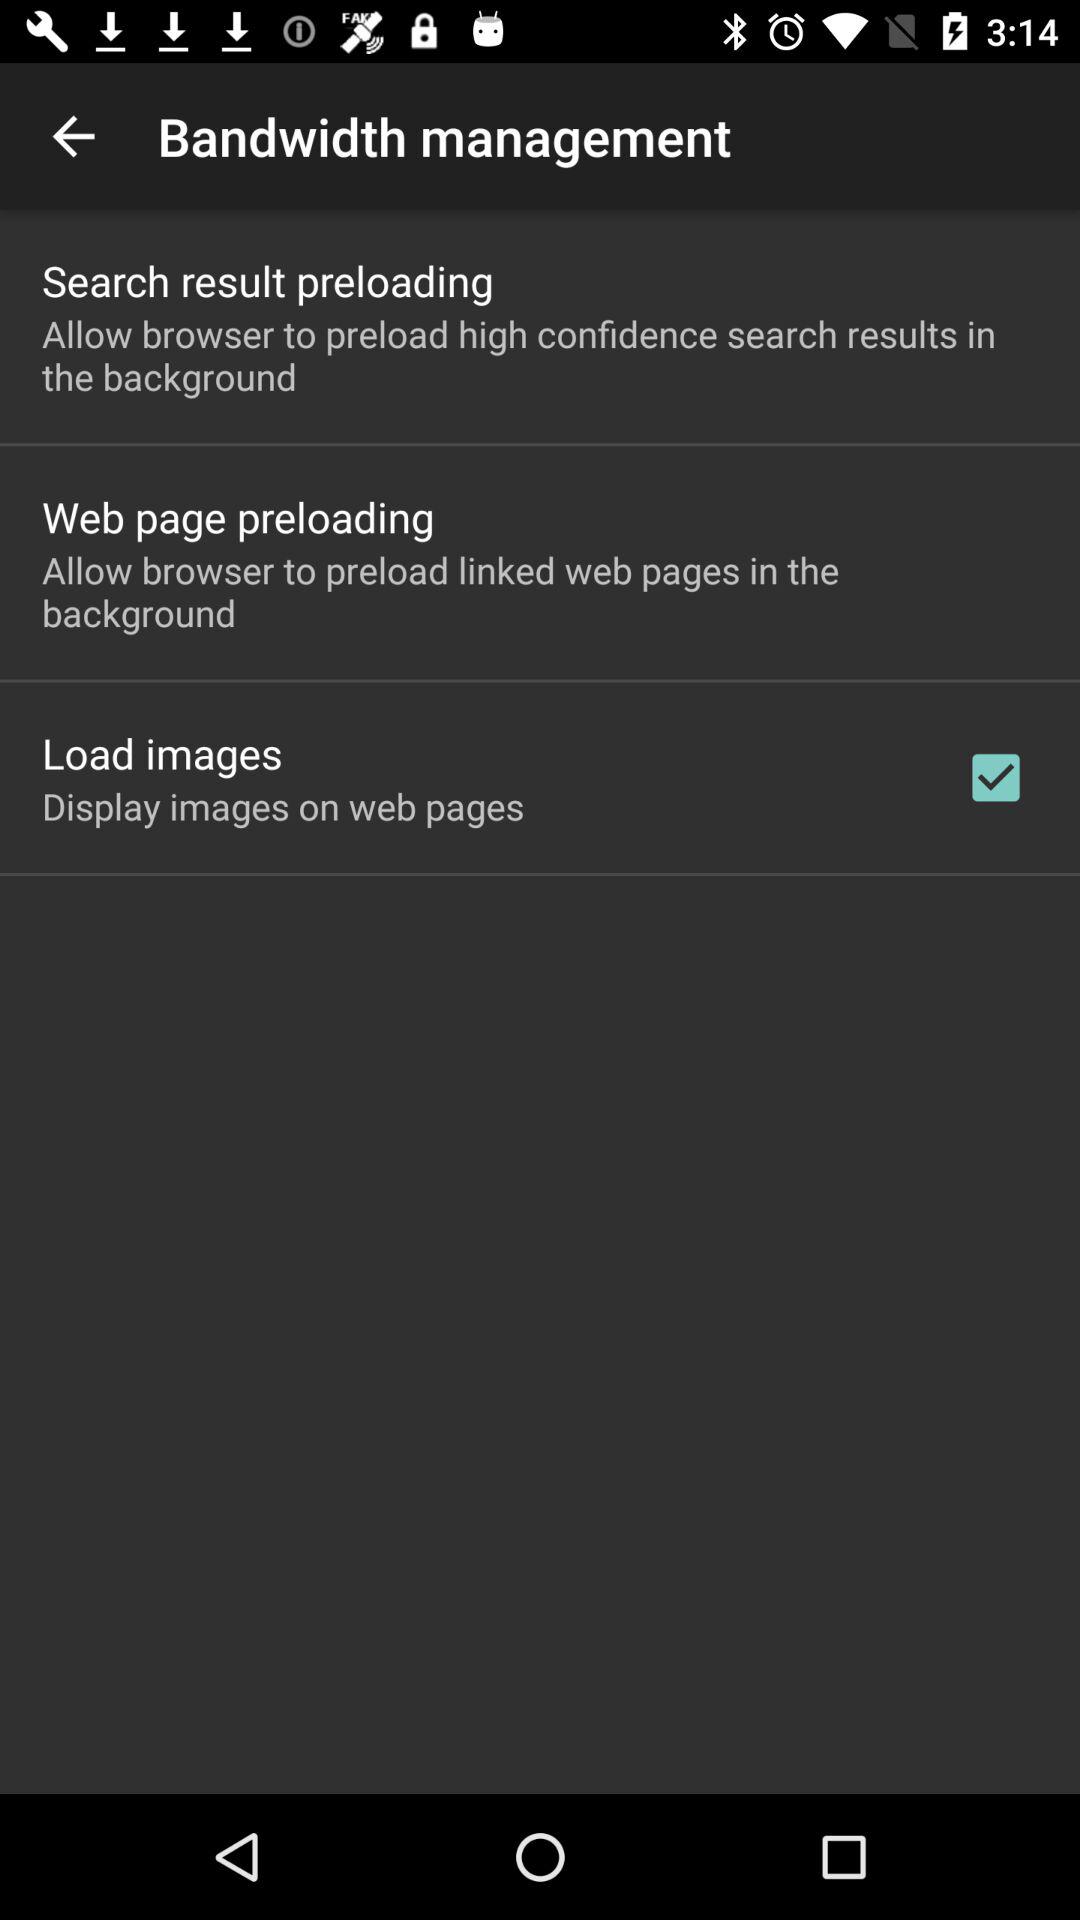 FAKE
3:14
Bandwidth management
Search result preloading
Allow browser to preload high confidence search results in
the background
Web page preloading
Allow browser to preload linked web pages in the
background
Load images
Display images on web pages